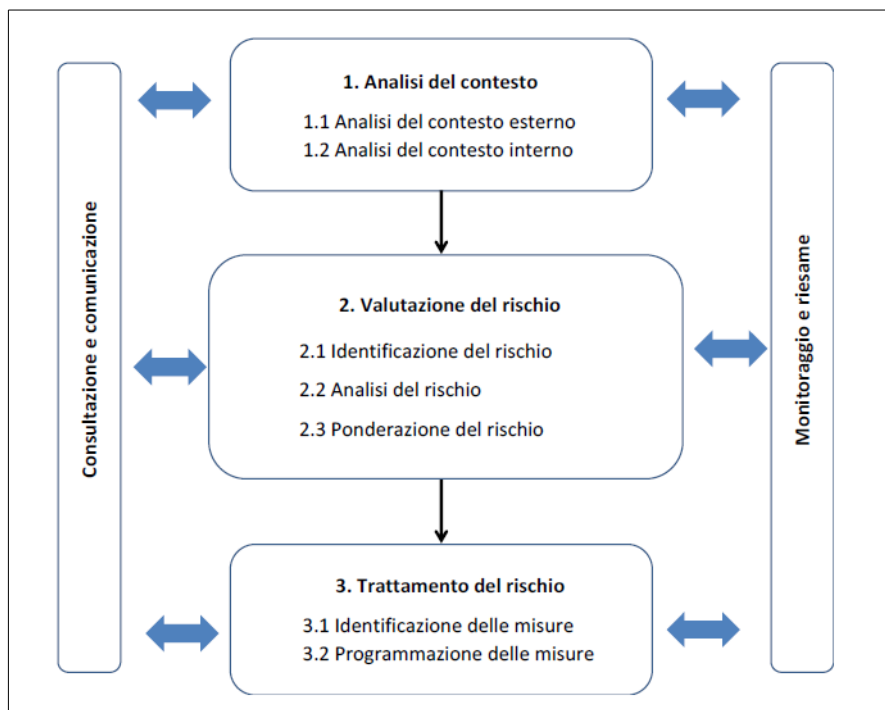 Consultazione e comunicazione
1. Analisi del contesto
1.1 Analisi del contesto esterno
1.2 Analisi del contesto interno
2. Valutazione del rischio
2.1 Identificazione del rischio
2.2 Analisi del rischio
2.3 Ponderazione del rischio
3. Trattamento del rischio
3.1 Identificazione delle misure
3.2 Programmazione delle misure
Monitoraggio e riesame